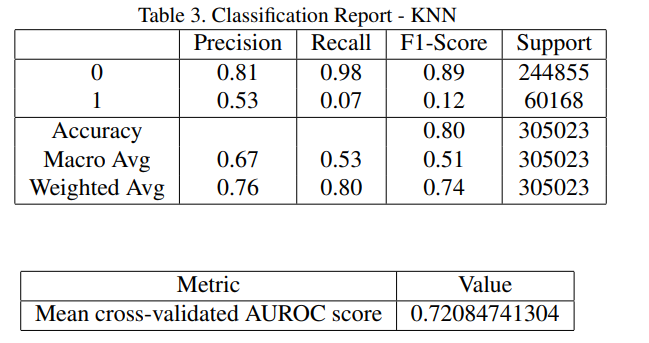 Table 3. Classification Report - KNN
Precision Recall F1-Score Support
0 0.81 0.98 0.89 244855
1 0.53 0.07 0.12 60168
Accuracy 0.80 305023
Macro Avg 0.67 0.53 0.51 305023
Weighted Avg 0.76 0.80 0.74 305023
Metric Value
Mean cross-validated AUROC score 0.72084741304